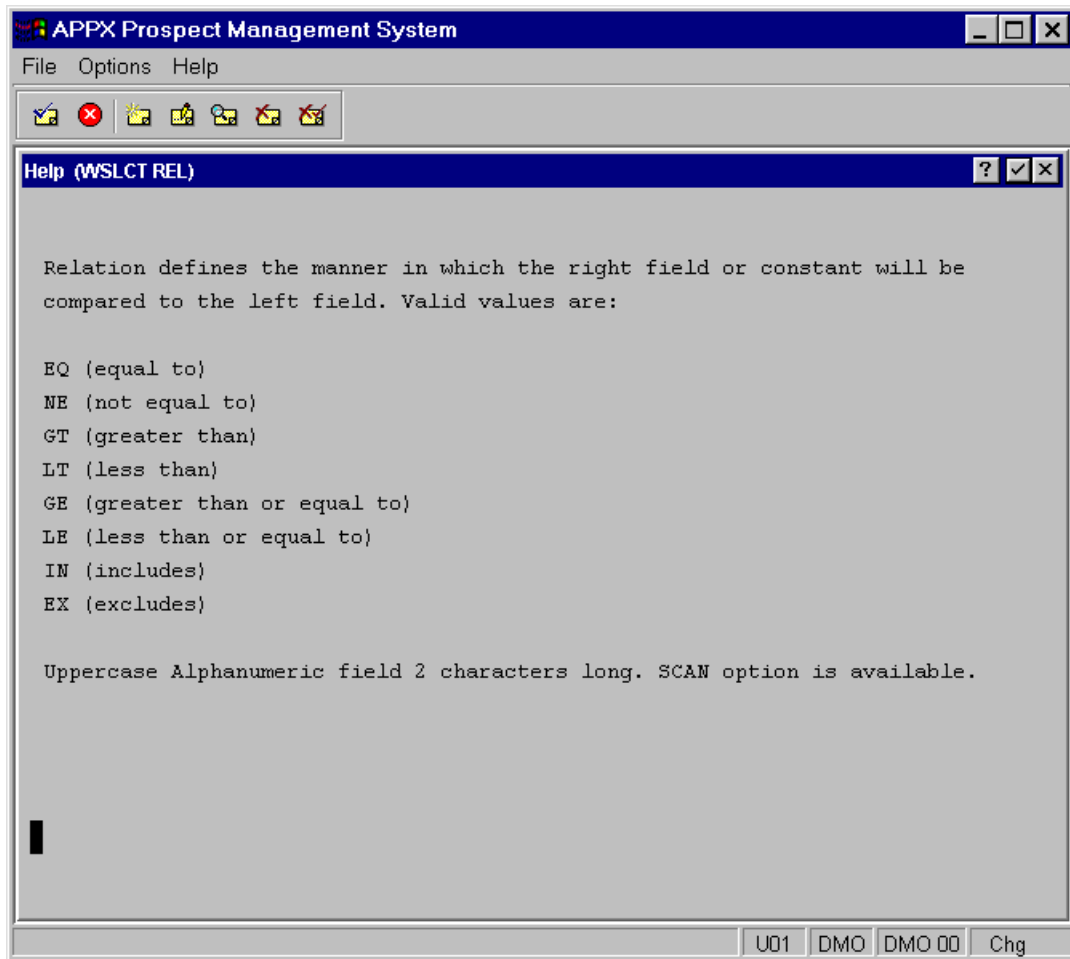 APPX Prospect Management System
File Options Help
Help (WSLCT REL)
Relation defines the manner in which the right field or constant will be
compared to the left field. Valid values are:
EQ (equal to)
NE (not equal to)
GT (greater than)
LT (less than)
GE (greater than or equal to)
LE (less than or equal to)
IN (includes)
EX (excludes)
Uppercase Alphanumeric field 2 characters long. SCAN option is available.
U01 DMO DMO 00 Chg